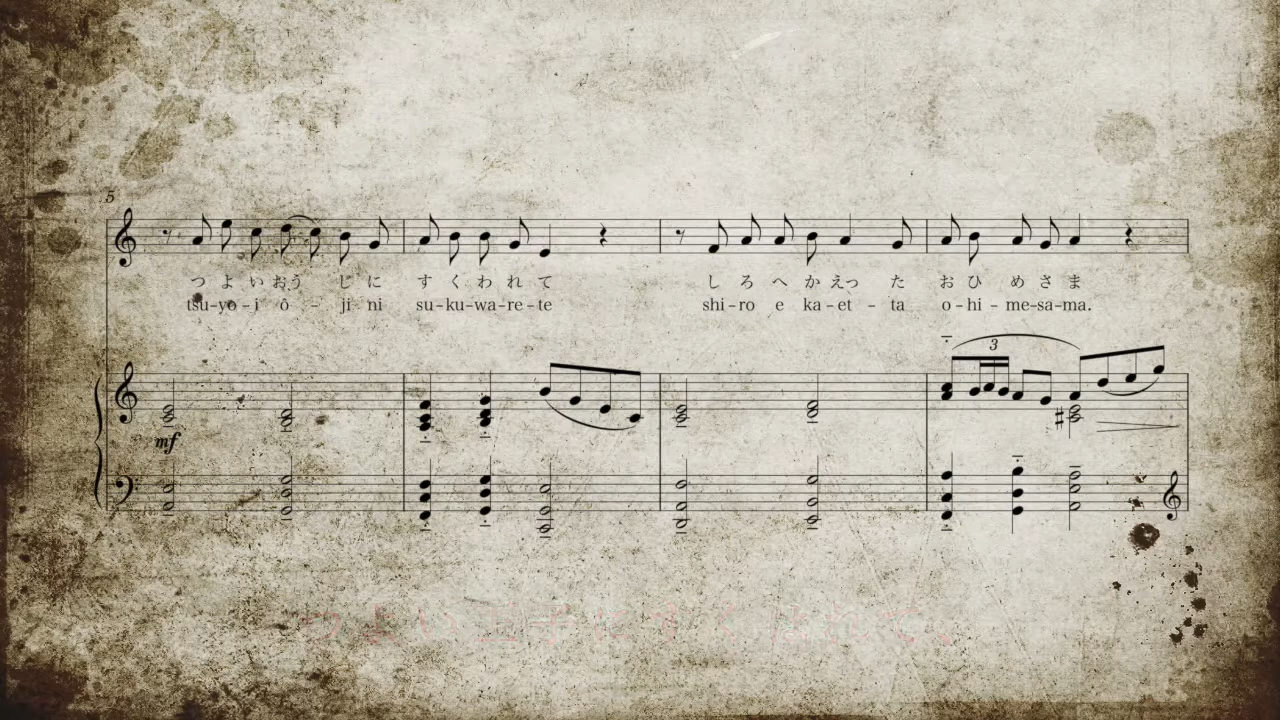 5
つよいおう じに すくわれて しろへかえった おひめさま
tsu-yo-i ô - ji ni su-ku-wa-re-te shi-ro e ka-et-ta o-hi-me-sa-ma.
3
mf
つよい王子にすくはれて、